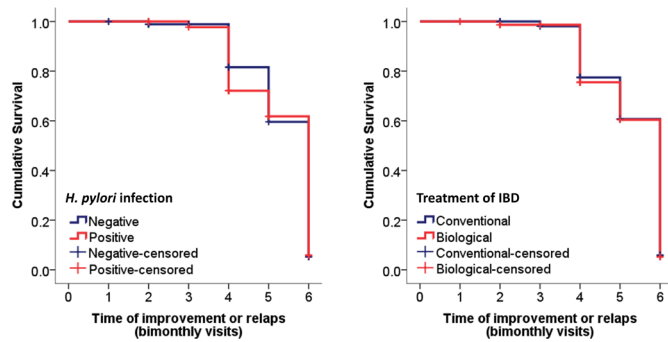 1.0
0.8
0.6
0.4
0.2
0.0
Cumulative Survival
H. pylori infection
Negative
Positive
Negative-censored
Positive-censored
0 1 2 3 4 5 6
Time of improvement or relaps
(bimonthly visits)
1.0
0.8
0.6
0.4
0.2
0.0
Cumulative Survival
Treatment of IBD
Conventional
Biological
Conventional-censored
Biological-censored
0 1 2 3 4 5 6
Time of improvement or relaps
(bimonthly visits)